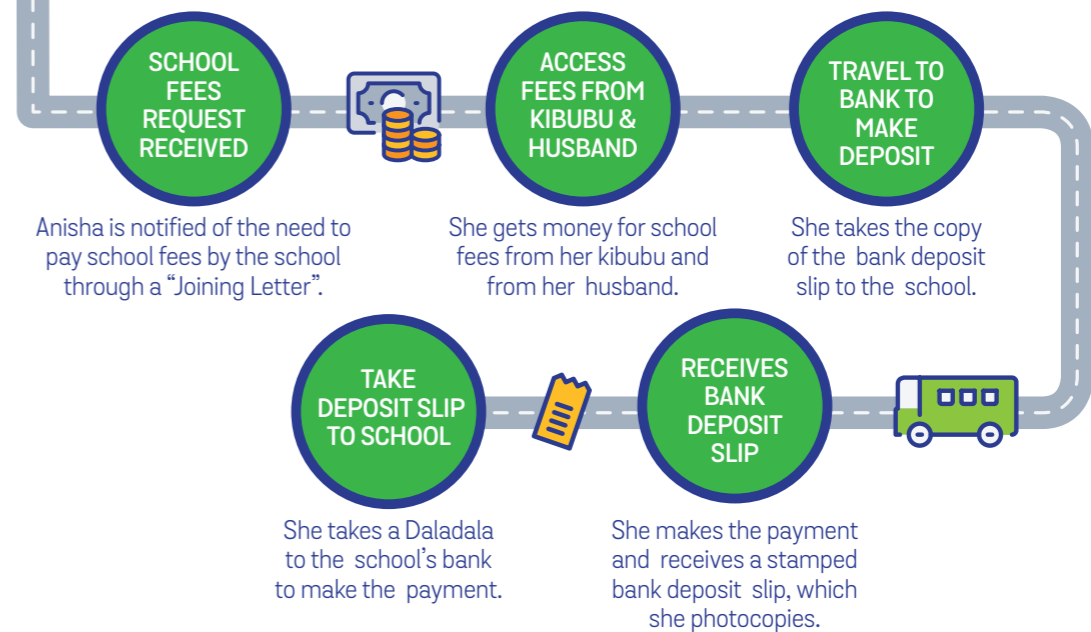 SCHOOL
FEES
REQUEST
RECEIVED
Anisha is notified of the need to
pay school fees by the school
through a “Joining Letter”.
ACCESS
FEES FROM
KIBUBU &
HUSBAND
She gets money for school
fees from her kibubu and
from her husband.
TRAVEL TO
BANK TO
MAKE
DEPOSIT
She takes the copy
of the bank deposit
slip to the school.
RECEIVES
BANK
DEPOSIT
SLIP
She makes the payment
and receives a stamped
bank deposit slip, which
she photocopies.
TAKE
DEPOSIT SLIP
TO SCHOOL
She takes a Daladala
to the school’s bank
to make the payment.